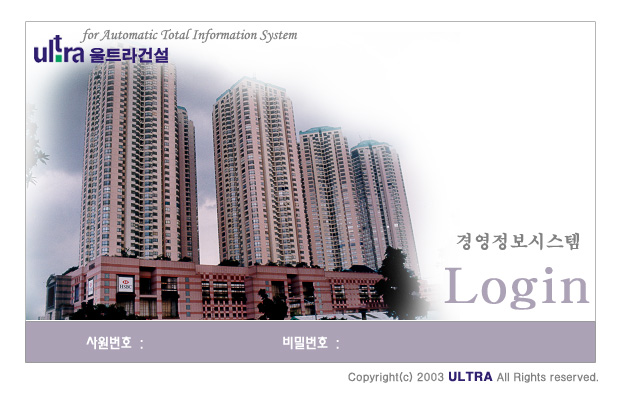 for Automatic Total Information System
ultra 울트라건설
HSBC
경영정보시스템
Login
사원번호 :
비밀번호 :
Copyright(c) 2003 ULTRA All Rights reserved.